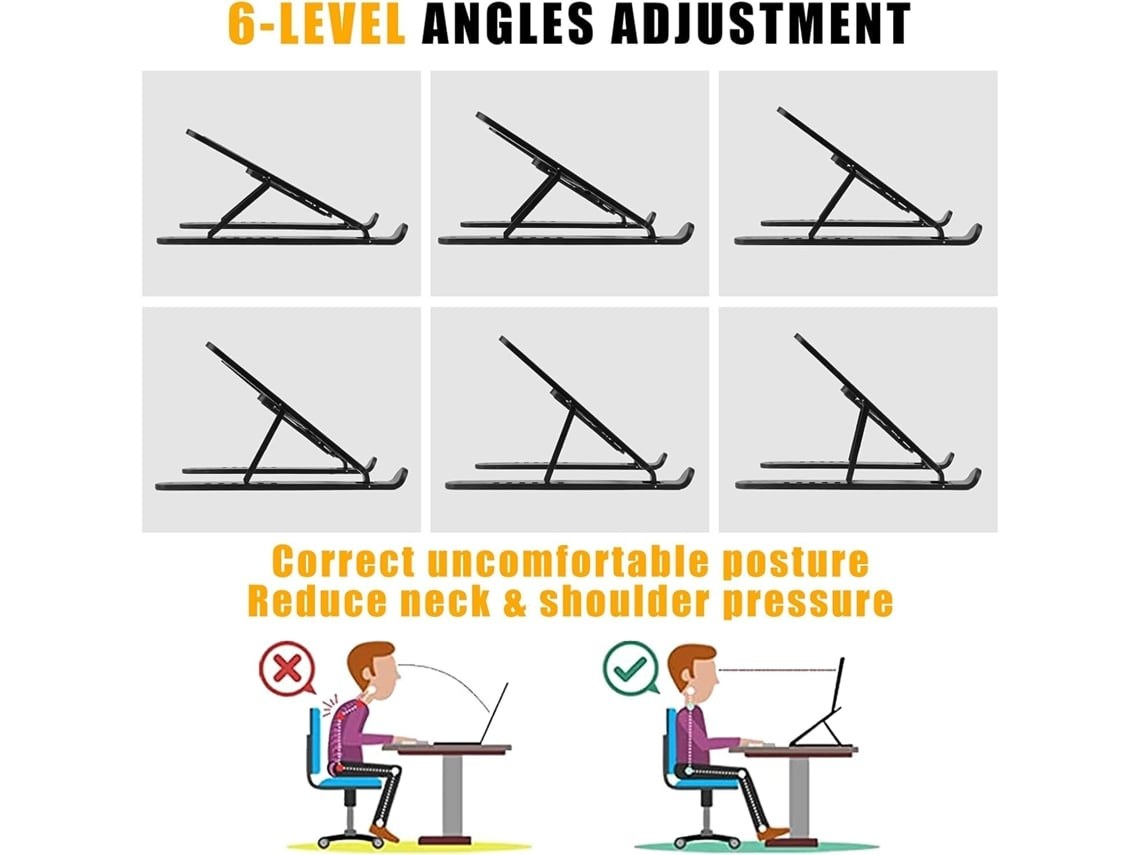 6-LEVEL ANGLES ADJUSTMENT
Correct uncomfortable posture
Reduce neck & shoulder pressure